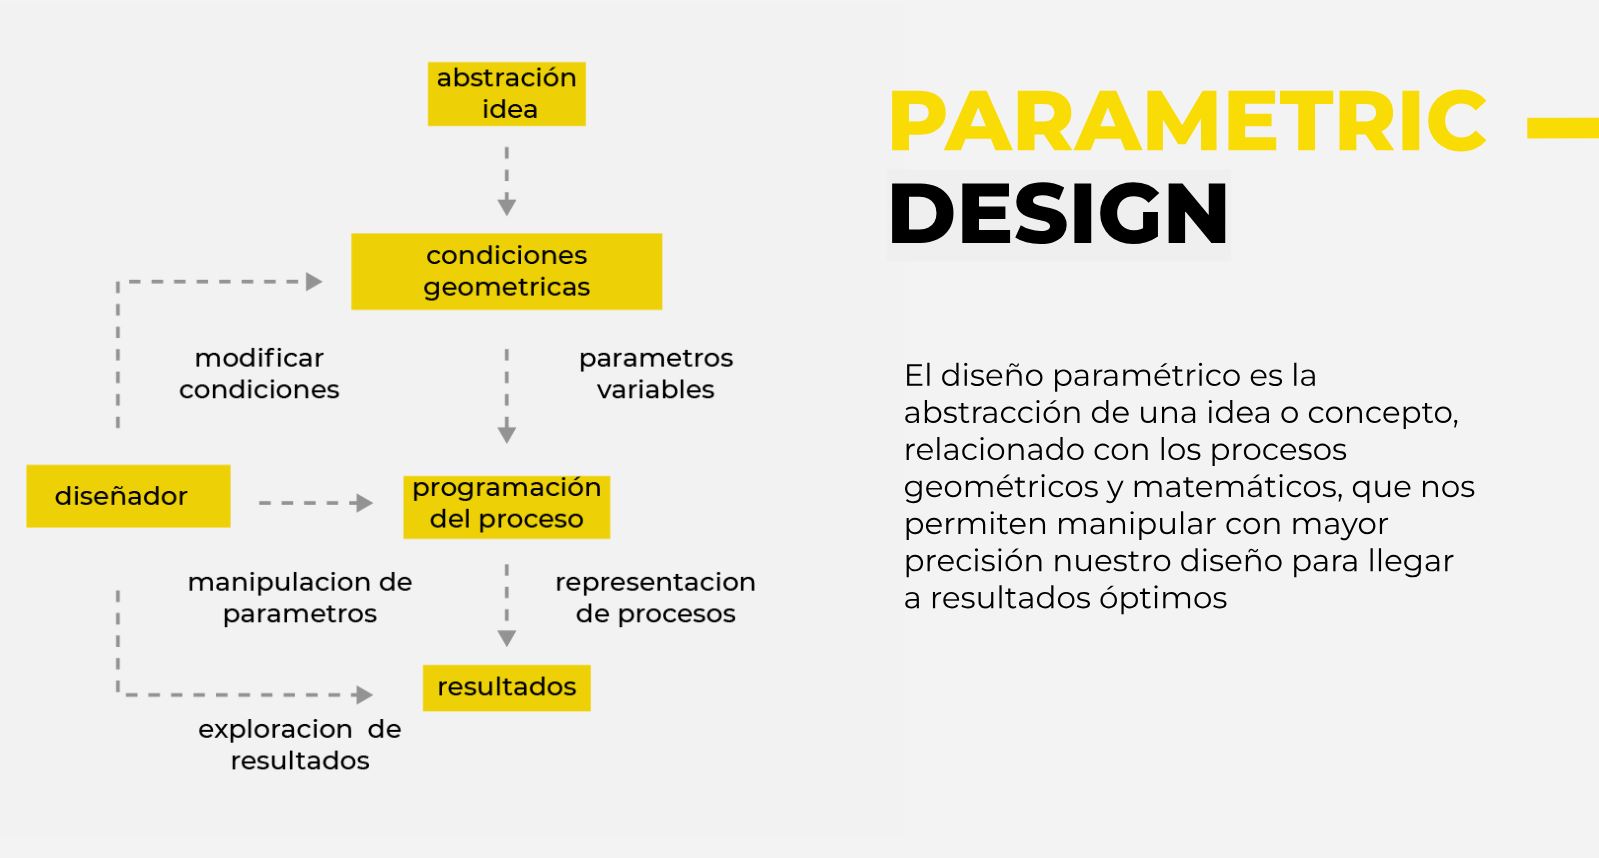 abstración
idea
condiciones
geometricas
modificar
condiciones
parametros
variables
diseñador
programación
del proceso
manipulacion de
parametros
representacion
de procesos
resultados
exploracion  de
resultados
PARAMETRIC
DESIGN
El diseño paramétrico es la
abstracción de una idea o concepto,
relacionado con los procesos
geométricos y matemáticos, que nos
permiten manipular con mayor
precisión nuestro diseño para llegar
a resultados óptimos